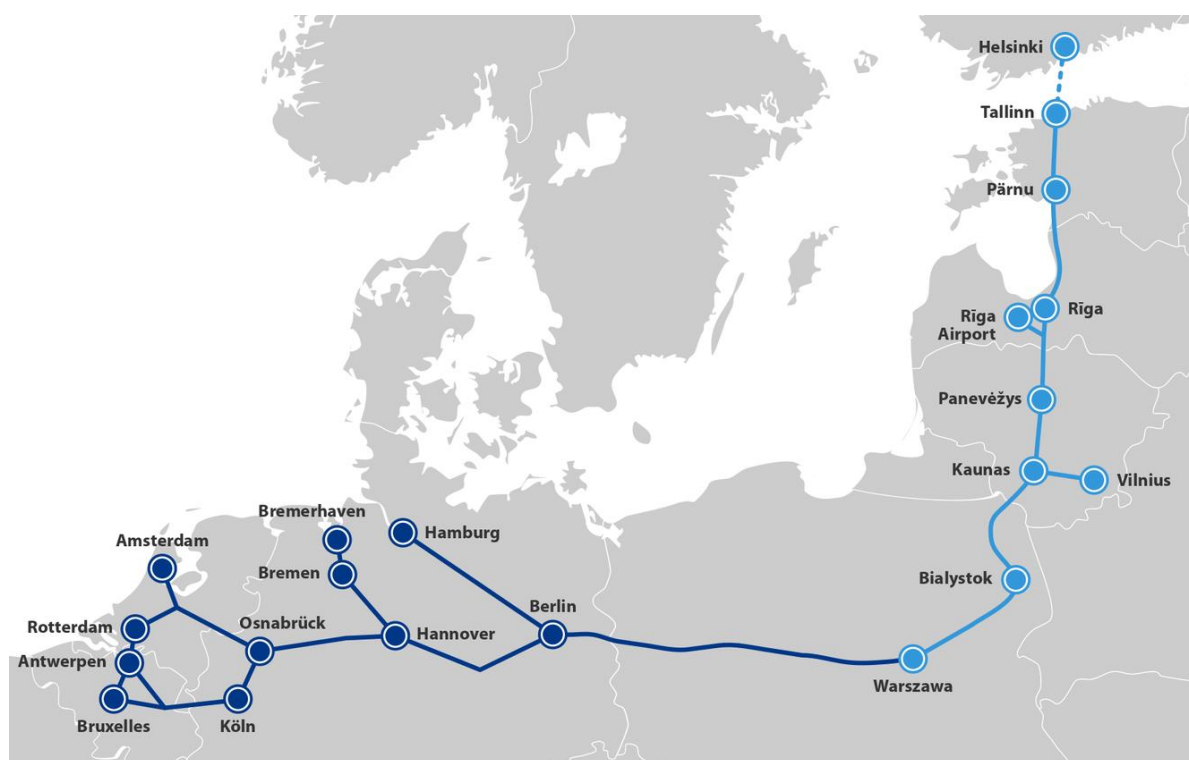 Helsinki
Tallinn
Pärnu
Rīga
Rīga
Airport
Panevėžys
Kaunas
Vilnius
Bremerhaven
Hamburg
Amsterdam
Bremen
Bialystok
Berlin
Rotterdam
Osnabrück
Hannover
Antwerpen
Warszawa
Bruxelles
Köln